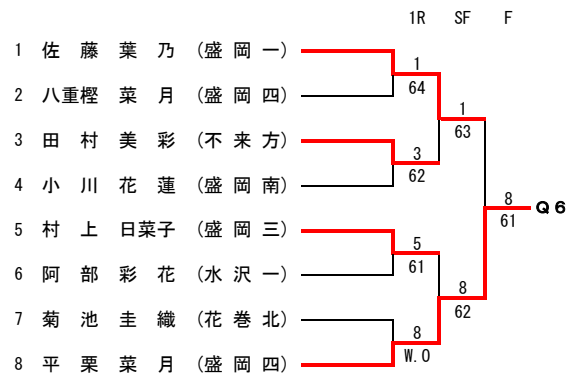 1R SF F
1 佐藤葉乃 (盛岡一)
1
64
2 八重樫菜月 (盛岡四)
1
63
3 田村美彩 (不来方)
3
62
4 小川花蓮 (盛岡南)
8
61
Q6
5 村上日菜子 (盛岡三)
5
61
6 阿部彩花 (水沢一)
8
62
7 菊池圭織 (花巻北)
8
W.O
8 平栗菜月 (盛岡四)